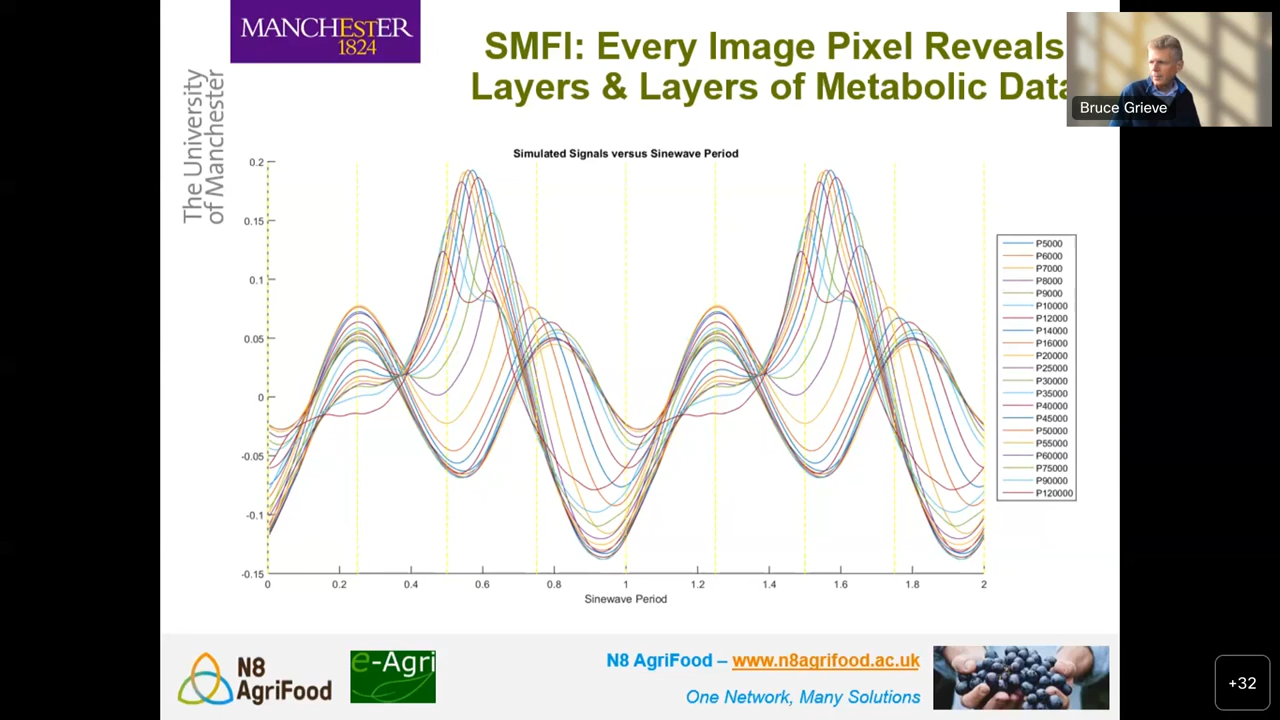 MANCHESTER
1824
The University
of Manchester
SMFI: Every Image Pixel Reveals
Layers & Layers of Metabolic Data
Bruce Grieve
Simulated Signals versus Sinewave Period
0.2
0.15
0.1
0.05
0
-0.05
-0.1
-0.15
0
0.2
0.4
0.6
0.8
1
1.2
1.4
1.6
1.8
2
Sinewave Period
P5000
P6000
P7000
P8000
P9000
P10000
P12000
P14000
P16000
P20000
P25000
P30000
P35000
P40000
P45000
P50000
P55000
P60000
P75000
P90000
P120000
N8
AgriFood
e-Agri
N8 AgriFood – www.n8agrifood.ac.uk
One Network, Many Solutions
+32